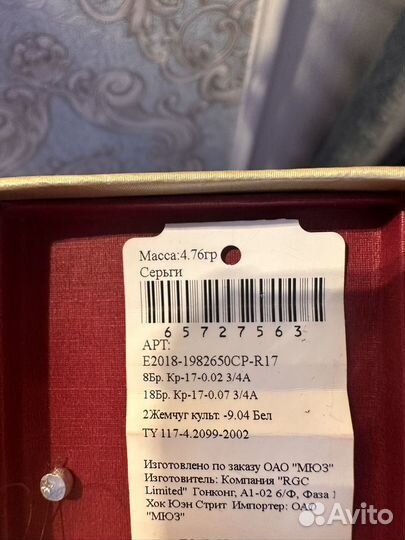 Масса:4.76гр
Серьги
65727563
АРТ:
E2018-1982650CP-R17
8Бр. Кр-17-0.02 3/4А
18Бр. Кр-17-0.07 3/4А
2Жемчуг культ. -9.04 Бел
ТУ 117-4.2099-2002
Изготовлено по заказу ОАО "МЮЗ"
Изготовитель: Компания "RGC
Limited" Гонконг, А1-02 6/Ф, Фаза 1
Хок Юэн Стрит Импортер: ОАО
"МЮЗ"
Avito